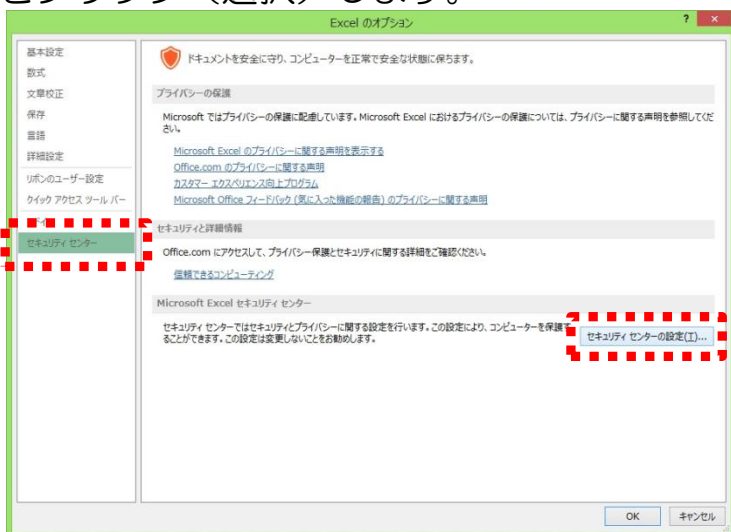 をクリック（選択）します。
Excel のオプション
?
×
基本設定
数式
文章校正
保存
言語
詳細設定
リボンのユーザー設定
クイック アクセス ツール バー
セキュリティ センター
ドキュメントを安全に守り、コンピューターを正常で安全な状態に保ちます。
プライバシーの保護
Microsoft ではプライバシーの保護に配慮しています。Microsoft Excel におけるプライバシーの保護については、プライバシーに関する声明を参照してくだ
さい。
Microsoft Excel のプライバシーに関する声明を表示する
Office.com のプライバシーに関する声明
カスタマー エクスペリエンス向上プログラム
Microsoft Office フィードバック (気に入った機能の報告) のプライバシーに関する声明
セキュリティと詳細情報
Office.com にアクセスして、プライバシー保護とセキュリティに関する詳細をご確認ください。
信頼できるコンピューティング
Microsoft Excel セキュリティ センター
セキュリティ センターではセキュリティとプライバシーに関する設定を行います。この設定により、コンピューターを保護す
ることができます。この設定は変更しないことをお勧めします。
セキュリティ センターの設定(T)...
OK
キャンセル